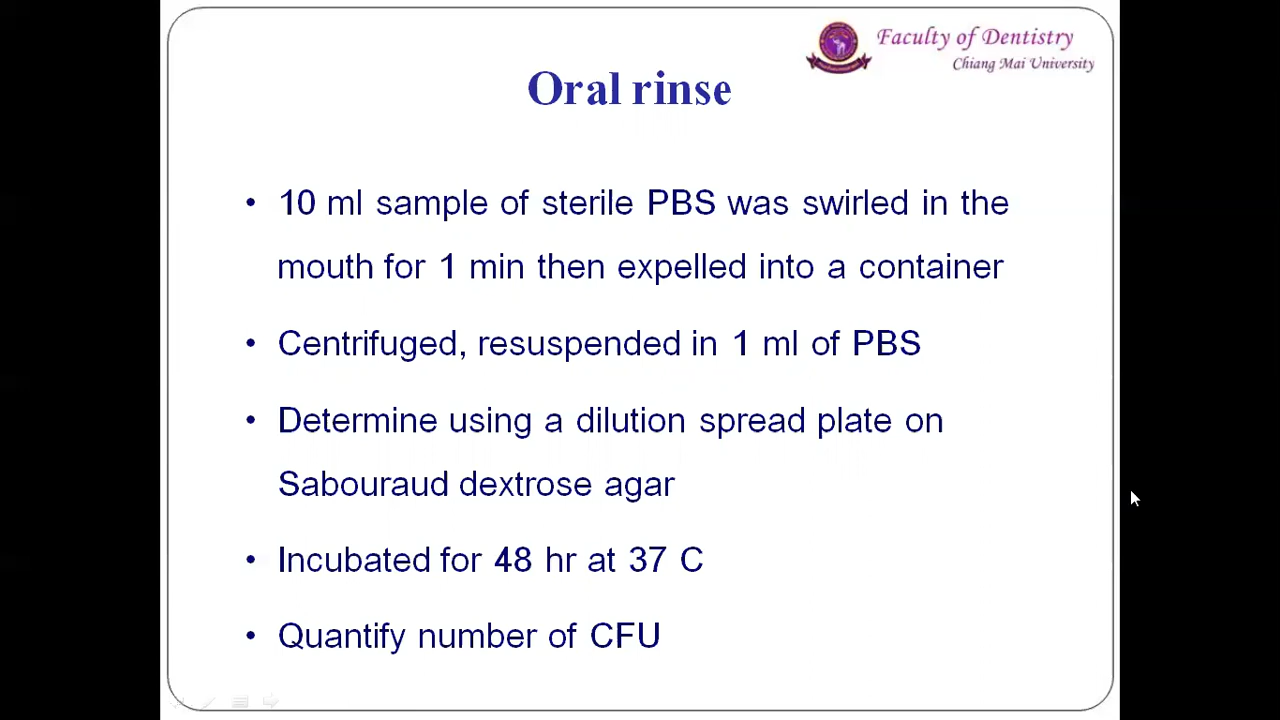 Faculty of Dentistry
Chiang Mai University
Oral rinse
• 10 ml sample of sterile PBS was swirled in the
mouth for 1 min then expelled into a container
• Centrifuged, resuspended in 1 ml of PBS
• Determine using a dilution spread plate on
Sabouraud dextrose agar
• Incubated for 48 hr at 37 C
• Quantify number of CFU